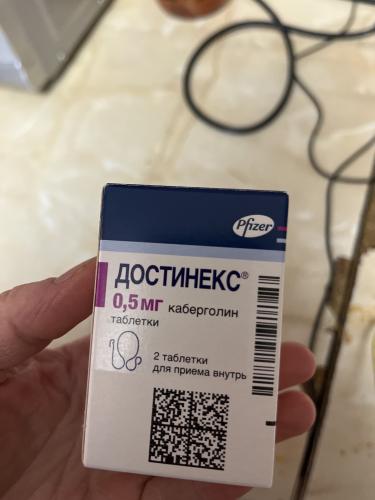 Pfizer
ДОСТИНЕКС®
0,5 мг каберголин
таблетки
2 таблетки
для приема внутрь